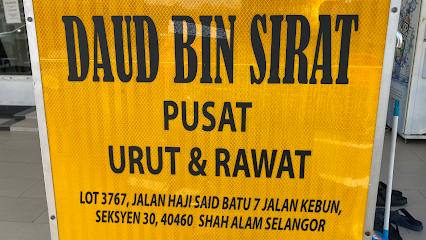 DAUD BIN SIRAT
PUSAT
URUT & RAWAT
LOT 3767, JALAN HAJI SAID BATU 7 JALAN KEBUN,
SEKSYEN 30, 40460 SHAH ALAM SELANGOR